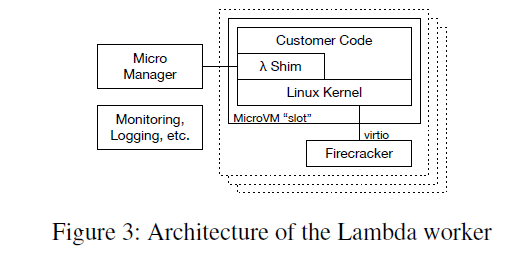 Customer Code
Micro
Manager
λ Shim
Linux Kernel
Monitoring,
Logging, etc.
MicroVM “slot”
virtio
Firecracker
Figure 3: Architecture of the Lambda worker